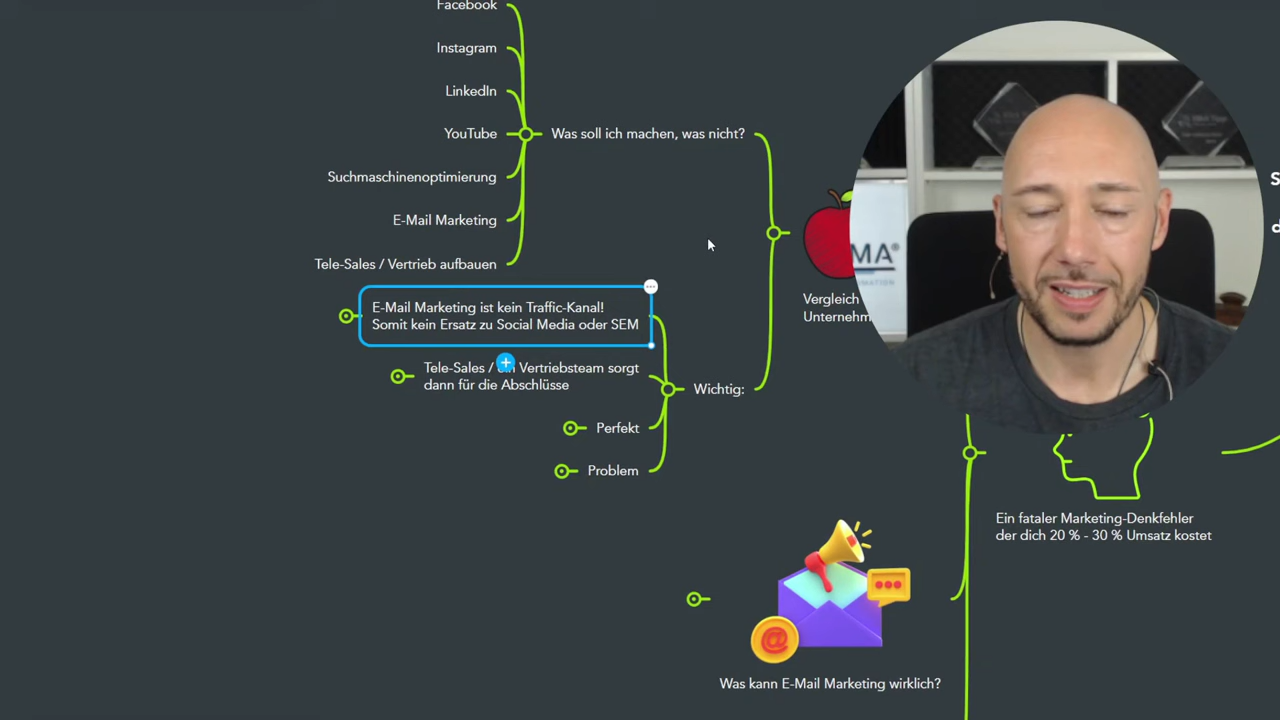 Facebook
Instagram
LinkedIn
YouTube
Suchmaschinenoptimierung
E-Mail Marketing
Tele-Sales / Vertrieb aufbauen
Was soll ich machen, was nicht?
E-Mail Marketing ist kein Traffic-Kanal!
Somit kein Ersatz zu Social Media oder SEM
Tele-Sales / Vertriebsteam sorgt
dann für die Abschlüsse
Perfekt
Problem
Wichtig:
Vergleich
Ein fataler Marketing-Denkfehler
der dich 20 % - 30 % Umsatz kostet
Was kann E-Mail Marketing wirklich?